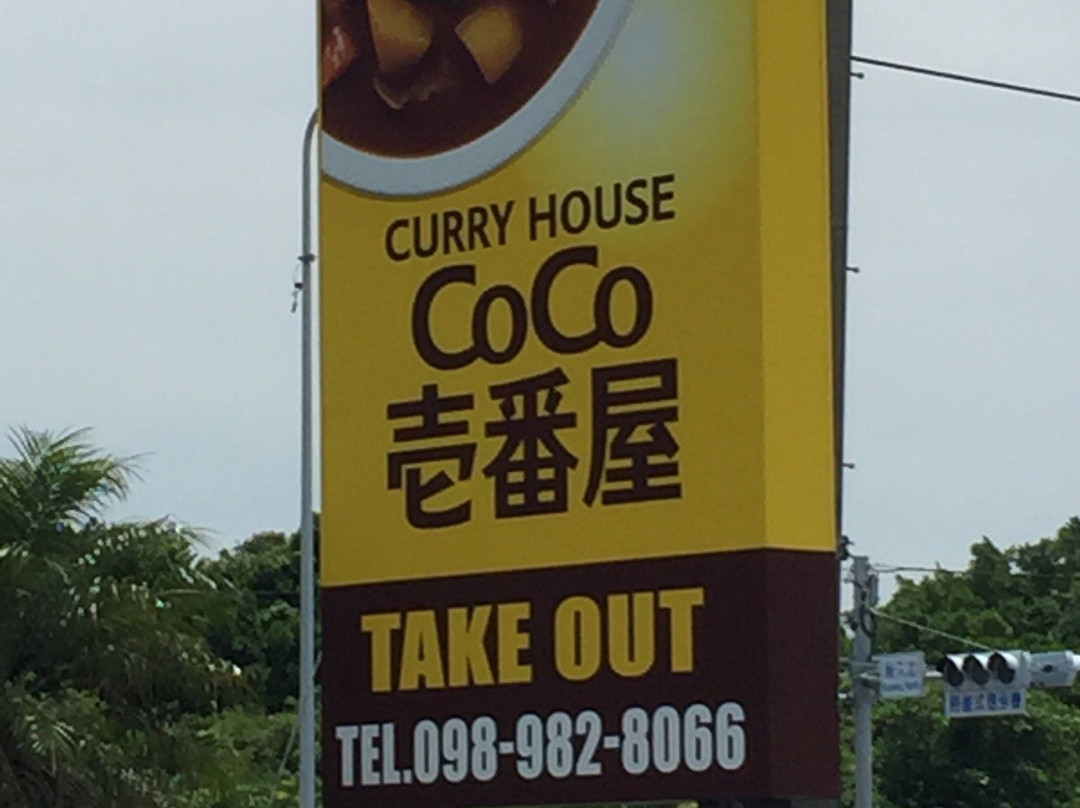 CURRY HOUSE
CoCo
壱番屋
TAKE OUT
TEL.098-982-8066